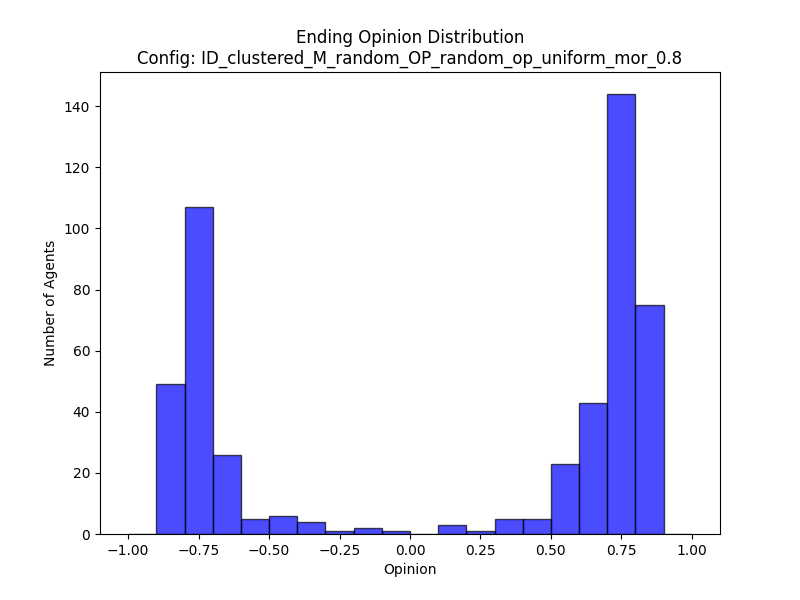 Ending Opinion Distribution
Config: ID_clustered_M_random_OP_random_op_uniform_mor_0.8
140
120
100
80
60
40
20
0
Number of Agents
−1.00 −0.75 −0.50 −0.25 0.00 0.25 0.50 0.75 1.00
Opinion